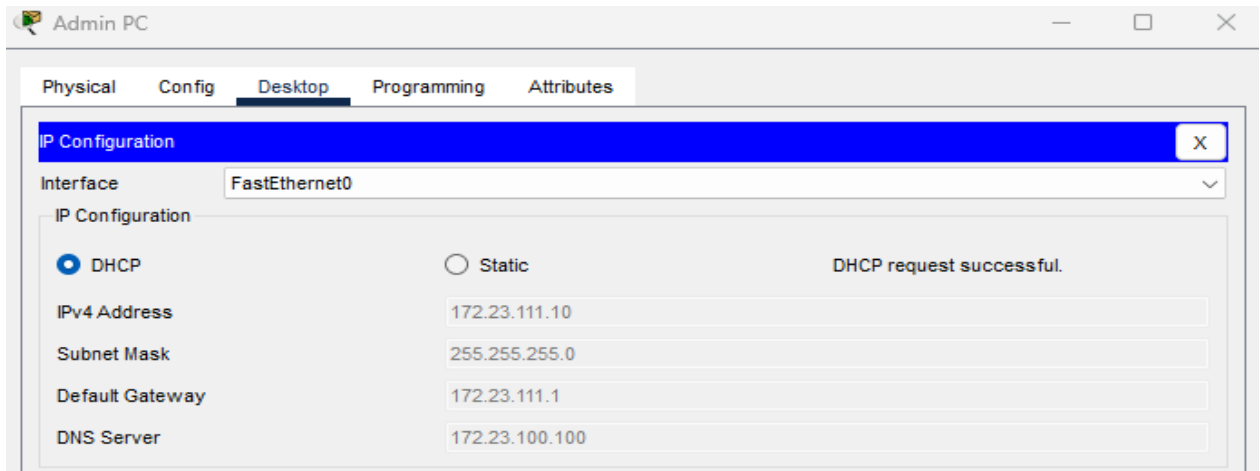 Admin PC
Physical Config Desktop Programming Attributes
IP Configuration X
Interface FastEthernet0
IP Configuration
DHCP Static DHCP request successful.
IPv4 Address 172.23.111.10
Subnet Mask 255.255.255.0
Default Gateway 172.23.111.1
DNS Server 172.23.100.100